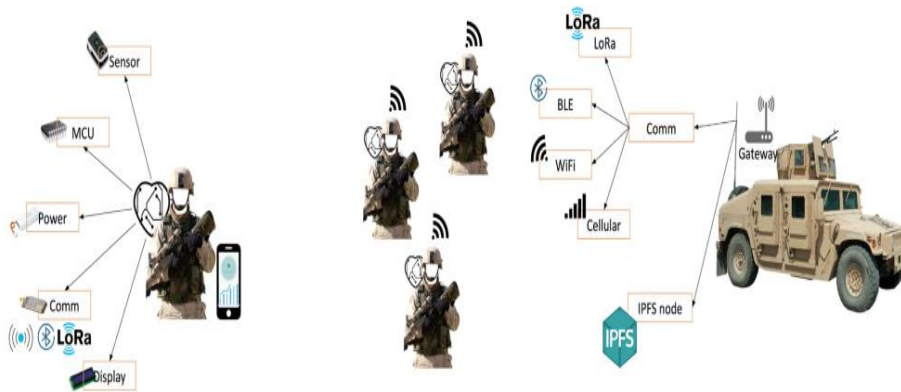 Sensor
MCU
Power
Comm
LoRa
Display
LoRa
LoRa
BLE
WiFi
Cellular
Comm
Gateway
IPFS node
IPFS